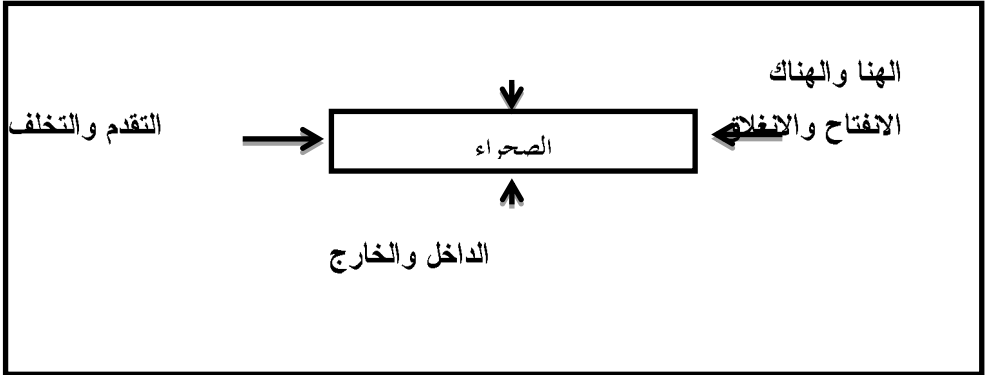 الهنا والهناك
الانفتاح والانغلاق
التقدم والتخلف
الصحراء
الداخل والخارج